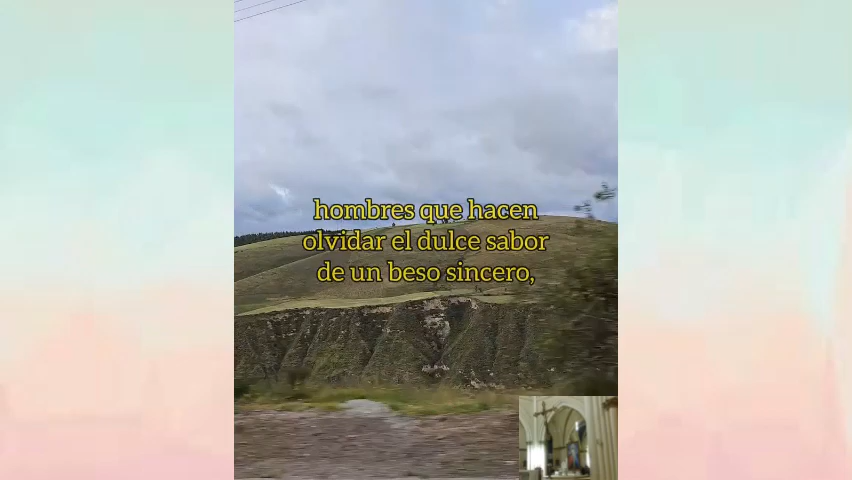 hombres que hacen
olvidar el dulce sabor
de un beso sincero,